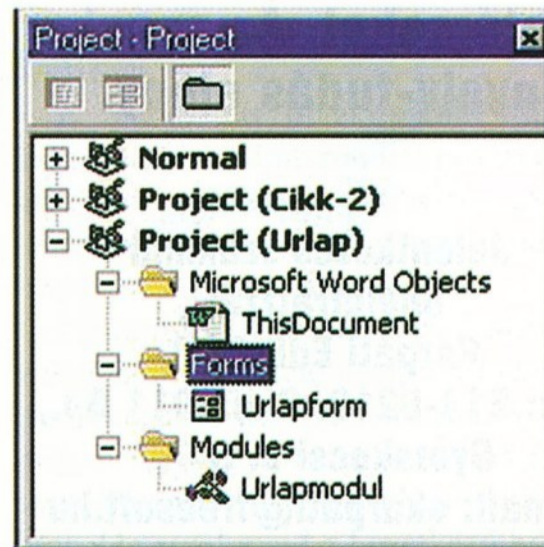 Project - Project
Normal
Project (Cikk-2)
Project (Urlap)
Microsoft Word Objects
ThisDocument
Forms
Urlapform
Modules
Urlapmodul